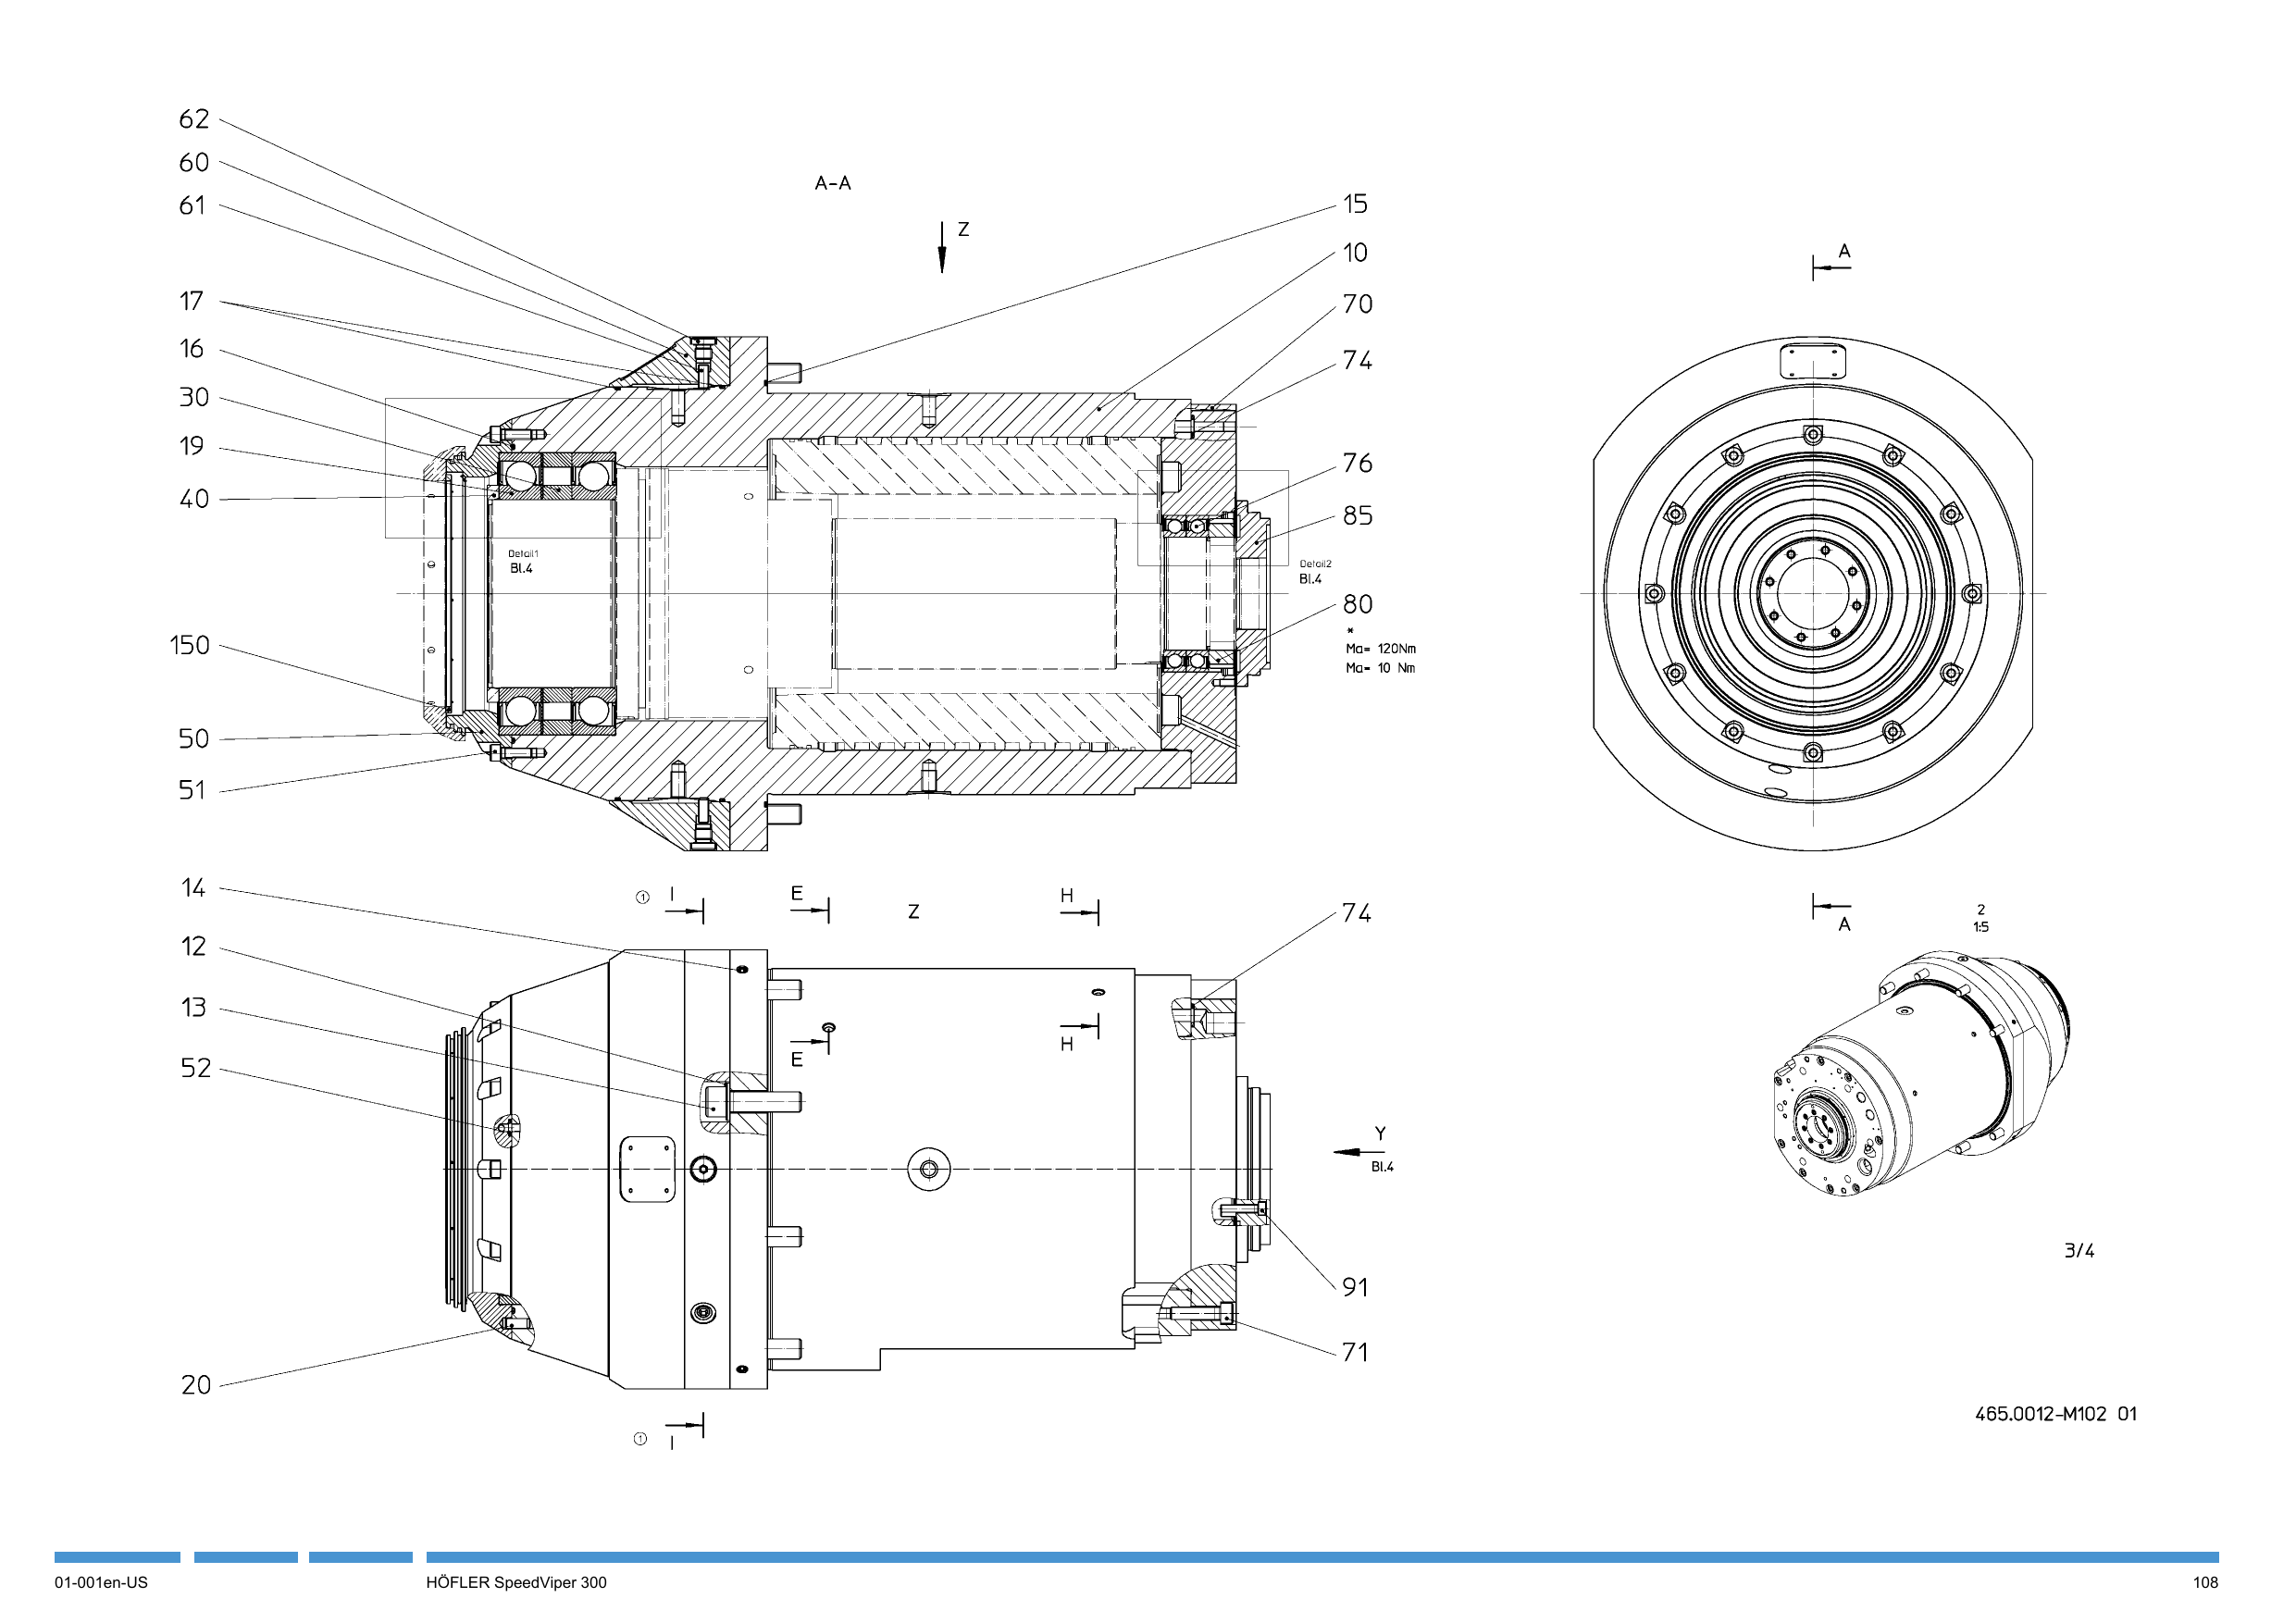 62
60
A-A
61
15
Z
10
A
17
70
16
74
30
19
76
40
85
Detail1
Bl.4
Detail2
Bl.4
80
*
Ma= 120Nm
Ma= 10 Nm
150
50
51
14
① I
E
Z
H
74
A
2
1:5
12
13
E
H
52
Y
Bl.4
3/4
91
71
20
① I
465.0012-M102 01
01-001en-US
HÖFLER SpeedViper 300
108